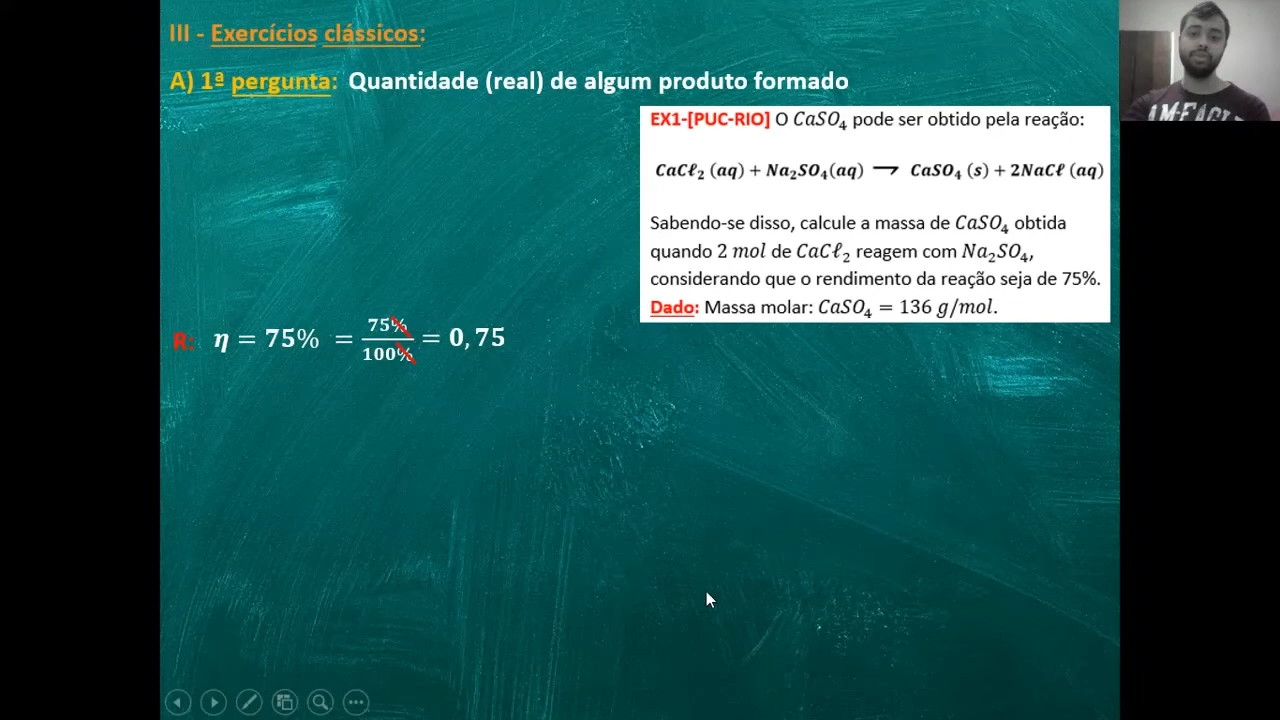 III - Exercícios clássicos:
A) 1ª pergunta: Quantidade (real) de algum produto formado
EX1-[PUC-RIO] O CaSO₄ pode ser obtido pela reação:
CaCℓ₂ (aq) + Na₂SO₄(aq) ⇀ CaSO₄ (s) + 2NaCℓ (aq)
Sabendo-se disso, calcule a massa de CaSO₄ obtida
quando 2 mol de CaCℓ₂ reagem com Na₂SO₄,
considerando que o rendimento da reação seja de 75%.
Dado: Massa molar: CaSO₄ = 136 g/mol.
R: η = 75% = 75%/100% = 0,75